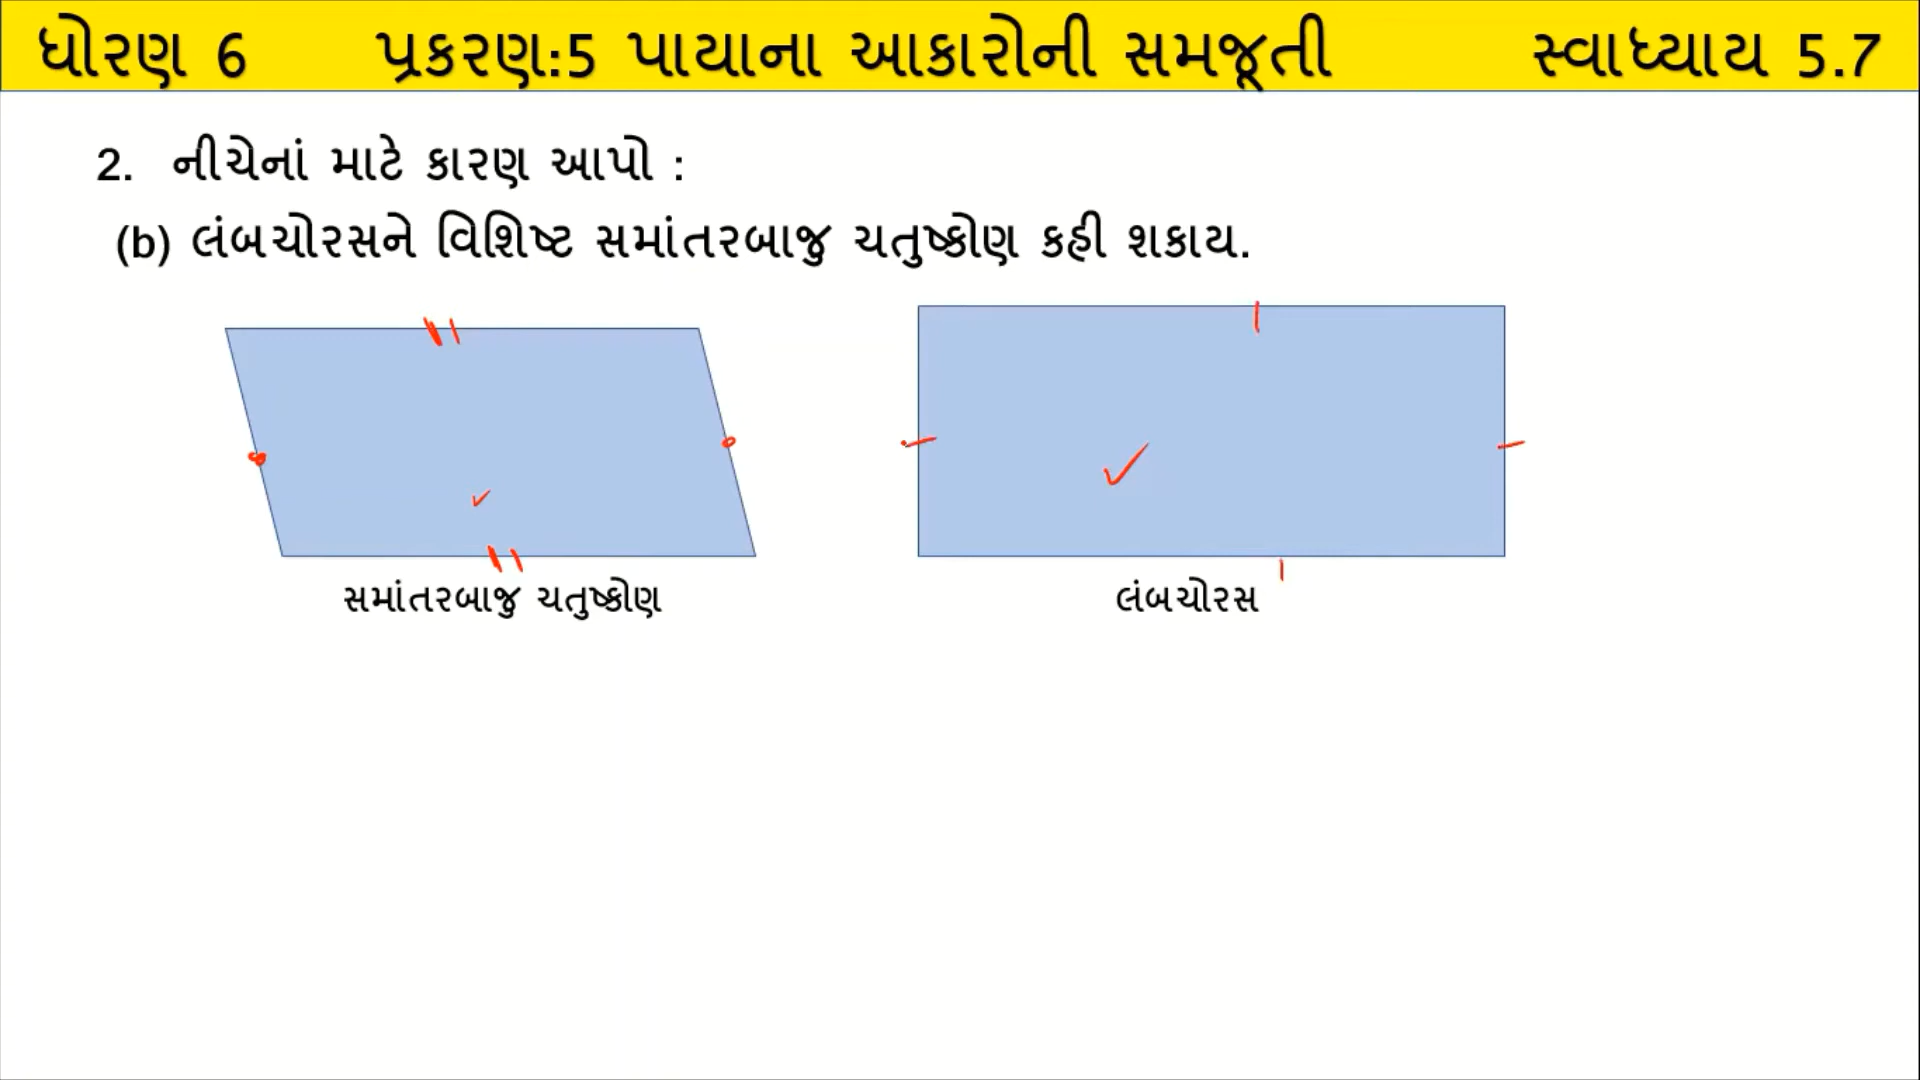 ધોરણ 6 પ્રકરણ:5 પાયાના આકારોની સમજૂતી સ્વાધ્યાય 5.7
2. નીચેનાં માટે કારણ આપો :
(b) લંબચોરસને વિશિષ્ટ સમાંતરબાજુ ચતુષ્કોણ કહી શકાય.
સમાંતરબાજુ ચતુષ્કોણ
લંબચોરસ